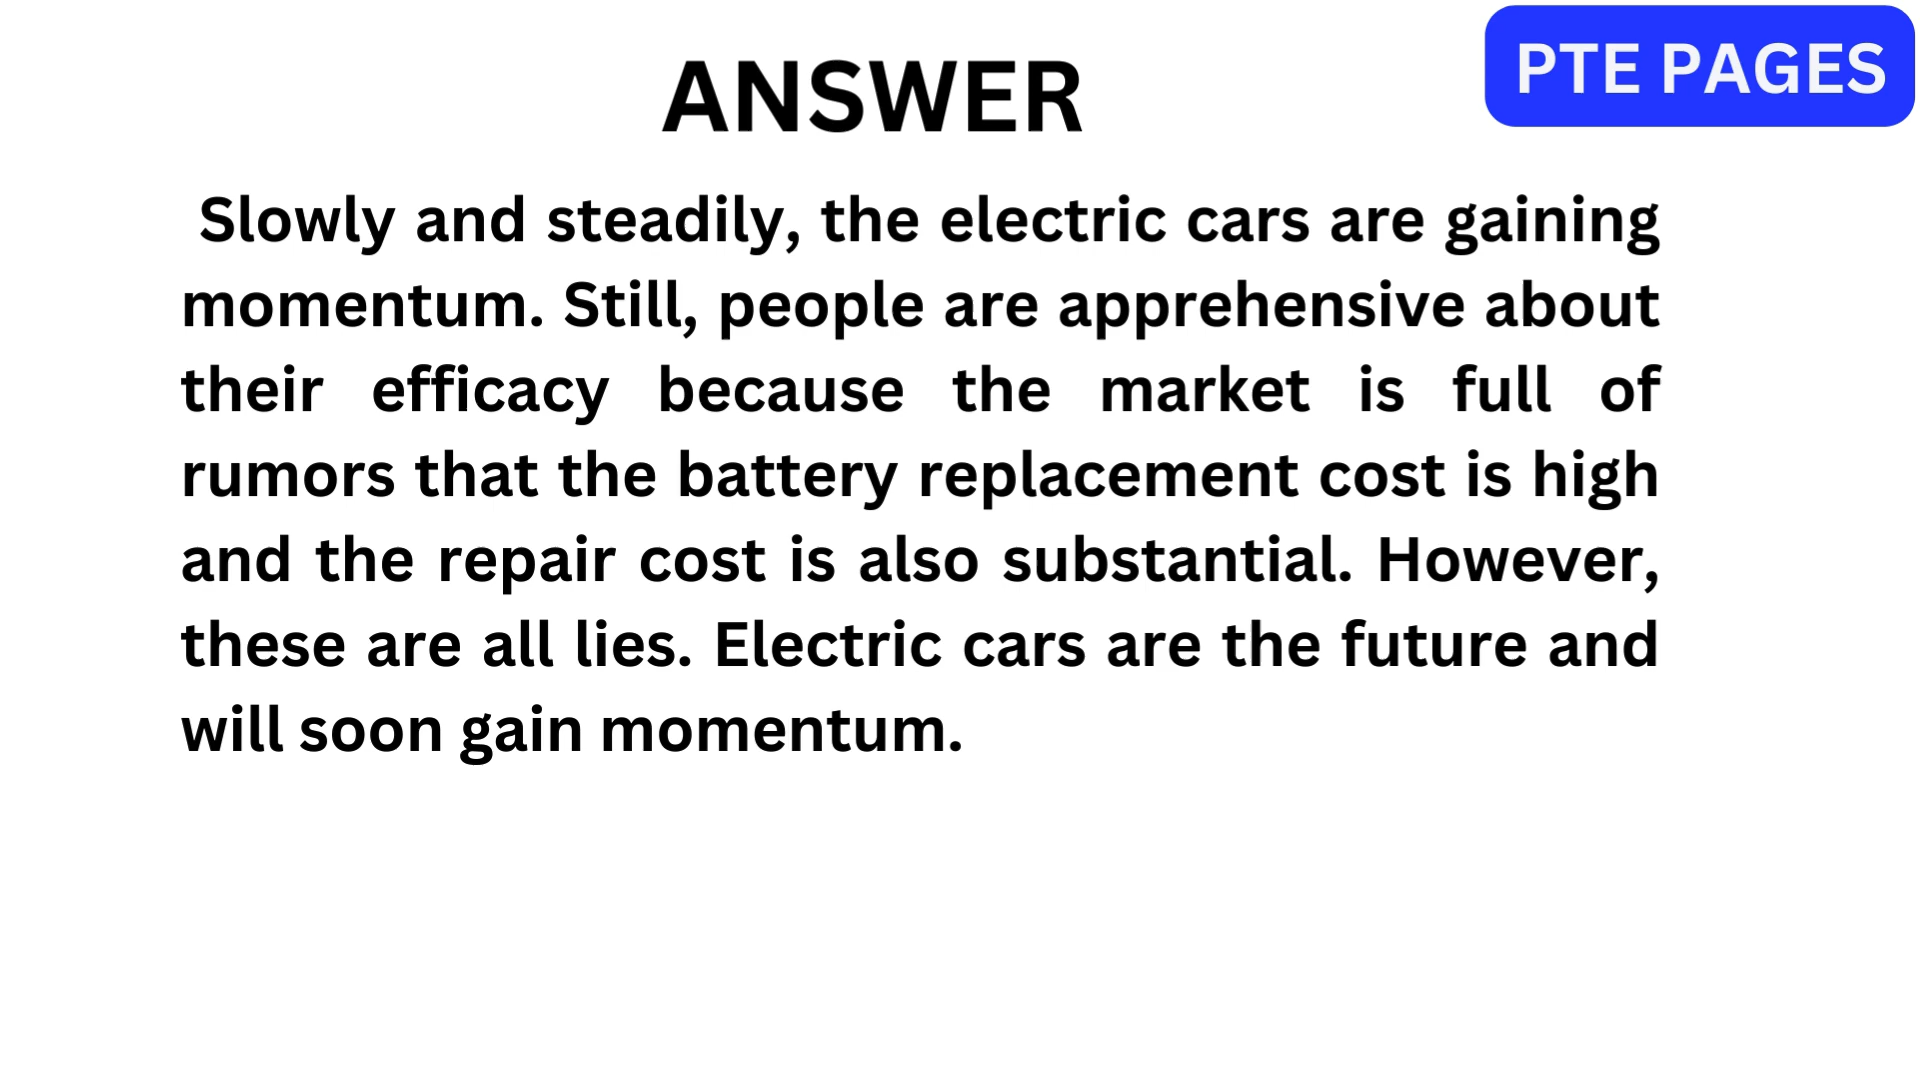 PTE PAGES
ANSWER
Slowly and steadily, the electric cars are gaining
momentum. Still, people are apprehensive about
their efficacy because the market is full of
rumors that the battery replacement cost is high
and the repair cost is also substantial. However,
these are all lies. Electric cars are the future and
will soon gain momentum.